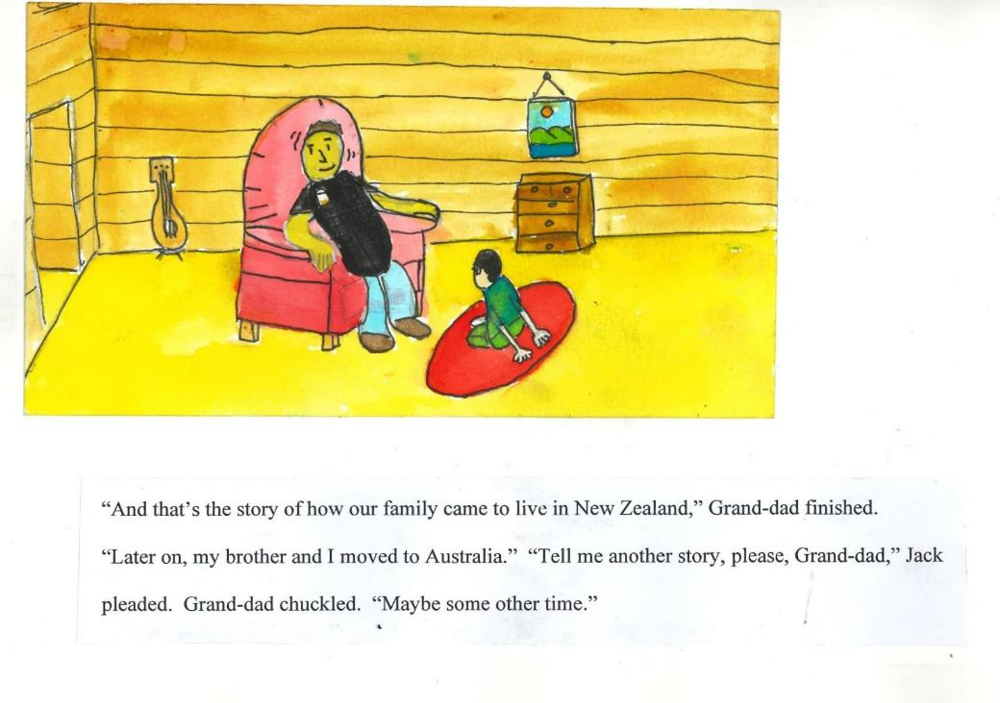 “And that’s the story of how our family came to live in New Zealand,” Grand-dad finished.
“Later on, my brother and I moved to Australia.”  “Tell me another story, please, Grand-dad,” Jack
pleaded.  Grand-dad chuckled.  “Maybe some other time.”